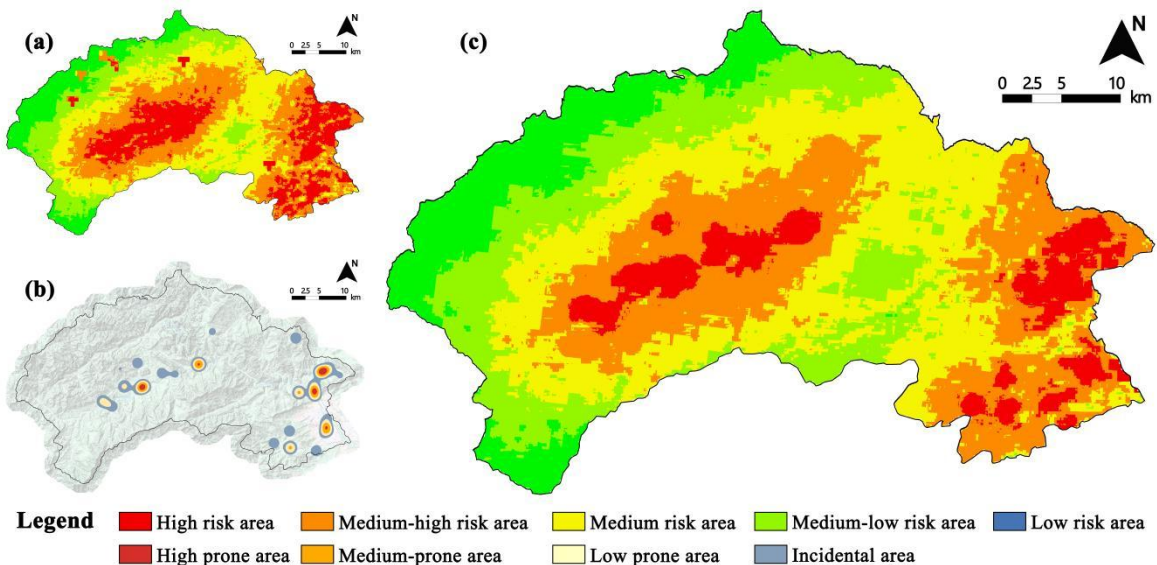 (a)
N
0 2.5 5 10
km
(b)
N
0 2.5 5 10
km
(c)
N
0 2.5 5 10
km
Legend
High risk area Medium-high risk area Medium risk area Medium-low risk area Low risk area
High prone area Medium-prone area Low prone area Incidental area